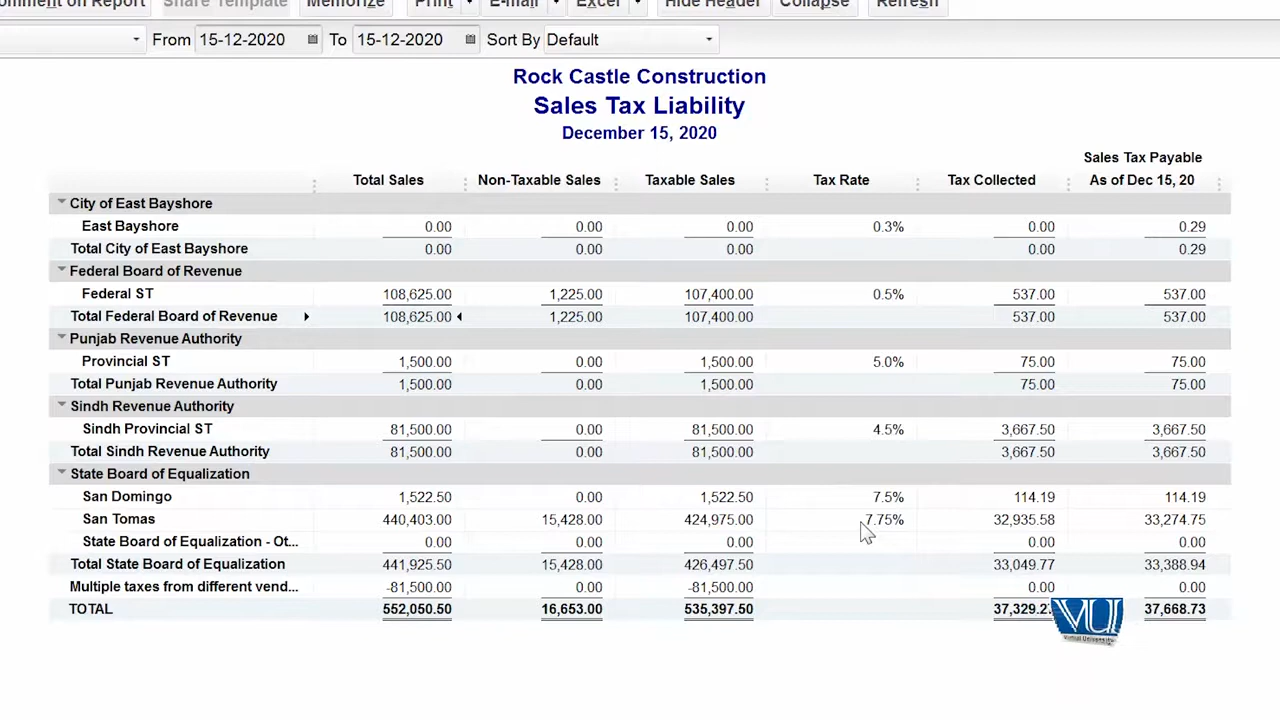 omment on Report Share Template Memorize Print E-mail Excel Hide Header Collapse Refresh
From 15-12-2020 To 15-12-2020 Sort By Default
Rock Castle Construction
Sales Tax Liability
December 15, 2020
Sales Tax Payable
Total Sales Non-Taxable Sales Taxable Sales Tax Rate Tax Collected As of Dec 15, 20
City of East Bayshore
East Bayshore 0.00 0.00 0.00 0.3% 0.00 0.29
Total City of East Bayshore 0.00 0.00 0.00 0.00 0.29
Federal Board of Revenue
Federal ST 108,625.00 1,225.00 107,400.00 0.5% 537.00 537.00
Total Federal Board of Revenue 108,625.00 1,225.00 107,400.00 537.00 537.00
Punjab Revenue Authority
Provincial ST 1,500.00 0.00 1,500.00 5.0% 75.00 75.00
Total Punjab Revenue Authority 1,500.00 0.00 1,500.00 75.00 75.00
Sindh Revenue Authority
Sindh Provincial ST 81,500.00 0.00 81,500.00 4.5% 3,667.50 3,667.50
Total Sindh Revenue Authority 81,500.00 0.00 81,500.00 3,667.50 3,667.50
State Board of Equalization
San Domingo 1,522.50 0.00 1,522.50 7.5% 114.19 114.19
San Tomas 440,403.00 15,428.00 424,975.00 7.75% 32,935.58 33,274.75
State Board of Equalization - Ot... 0.00 0.00 0.00 0.00 0.00
Total State Board of Equalization 441,925.50 15,428.00 426,497.50 33,049.77 33,388.94
Multiple taxes from different vend... -81,500.00 0.00 -81,500.00 0.00 0.00
TOTAL 552,050.50 16,653.00 535,397.50 37,329.27 37,668.73
VU
Virtual University